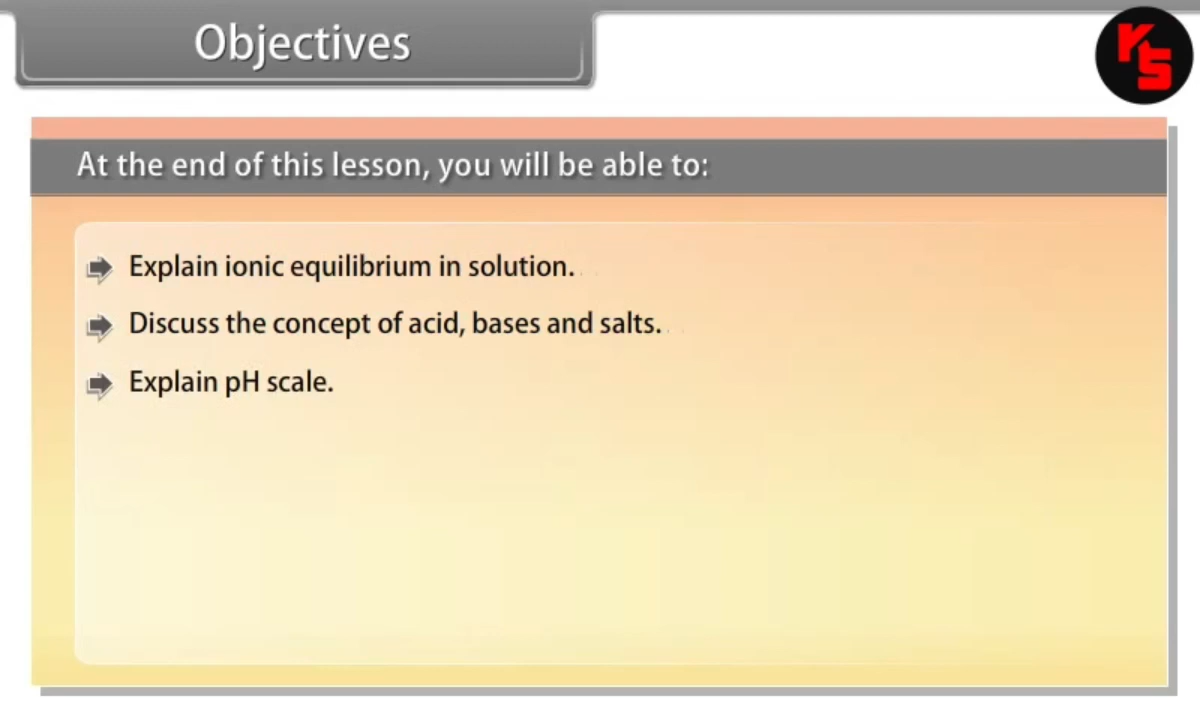 Objectives
KS
At the end of this lesson, you will be able to:
Explain ionic equilibrium in solution.
Discuss the concept of acid, bases and salts.
Explain pH scale.